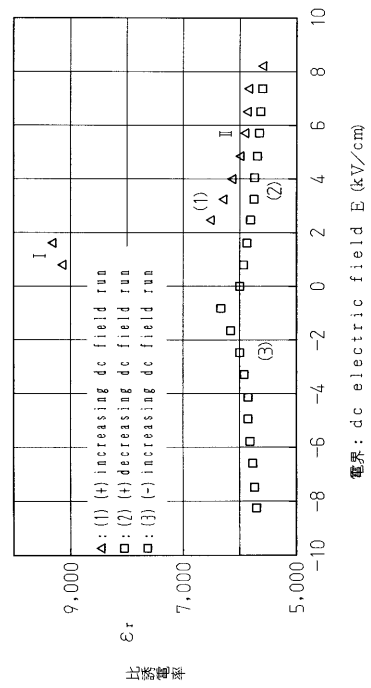 比誘電率
εr
9,000
7,000
5,000
△: (1) (+) increasing dc field run
□: (2) (+) decreasing dc field run
□: (3) (-) increasing dc field run
I
(1)
II
(2)
(3)
-10
-8
-6
-4
-2
0
2
4
6
8
10
電界: dc electric field E (kV/cm)